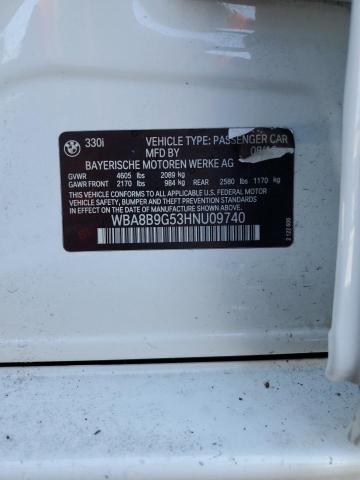 330i VEHICLE TYPE: PASSENGER CAR
MFD BY
BAYERISCHE MOTOREN WERKE AG
GVWR 4605 lbs 2089 kg
GAWR FRONT 2170 lbs 984 kg REAR 2580 lbs 1170 kg
THIS VEHICLE CONFORMS TO ALL APPLICABLE U.S. FEDERAL MOTOR
VEHICLE SAFETY, BUMPER AND THEFT PREVENTION STANDARDS
IN EFFECT ON THE DATE OF MANUFACTURE SHOWN ABOVE.
WBA8B9G53HNU09740